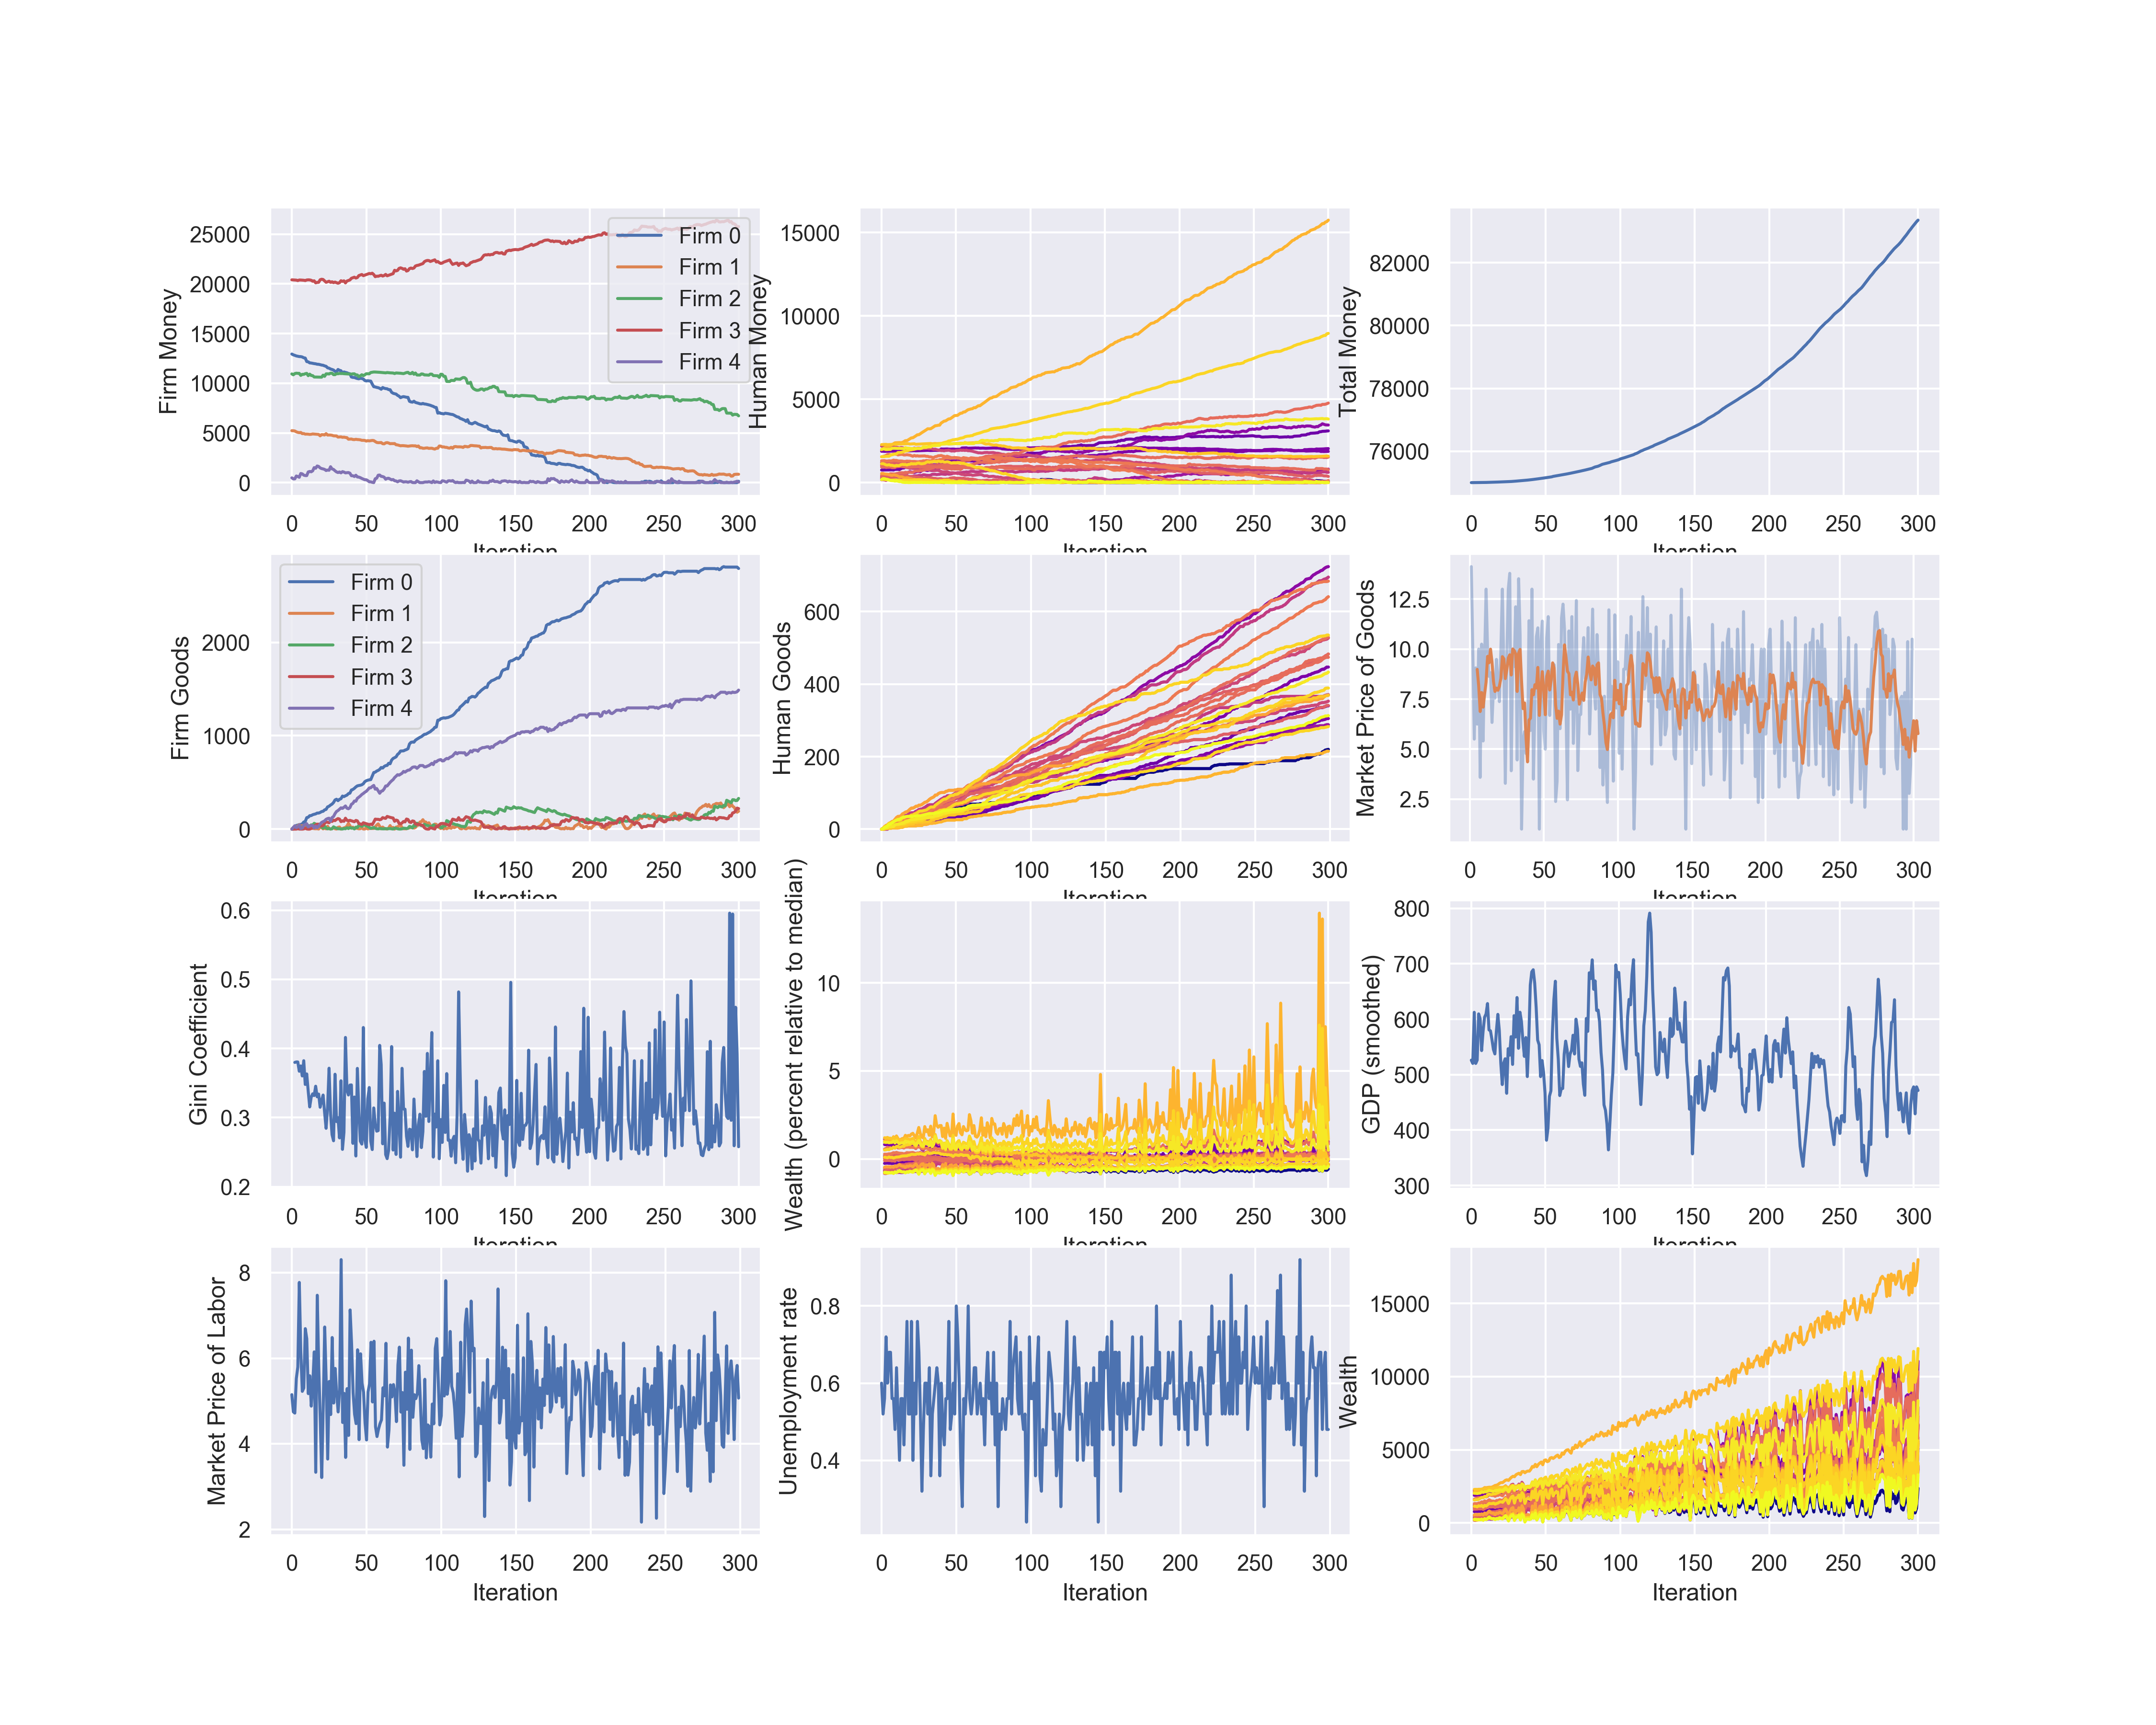 Firm Money
25000
20000
15000
10000
5000
0
Firm 0
Firm 1
Firm 2
Firm 3
Firm 4
0 50 100 150 200 250 300
Iteration
Human Money
15000
10000
5000
0
0 50 100 150 200 250 300
Iteration
Total Money
82000
80000
78000
76000
0 50 100 150 200 250 300
Iteration
Firm Goods
2000
1000
0
Firm 0
Firm 1
Firm 2
Firm 3
Firm 4
0 50 100 150 200 250 300
Iteration
Human Goods
600
400
200
0
0 50 100 150 200 250 300
Iteration
Market Price of Goods
12.5
10.0
7.5
5.0
2.5
0 50 100 150 200 250 300
Iteration
Gini Coefficient
0.6
0.5
0.4
0.3
0.2
0 50 100 150 200 250 300
Iteration
Wealth (percent relative to median)
10
5
0
0 50 100 150 200 250 300
Iteration
GDP (smoothed)
800
700
600
500
400
300
0 50 100 150 200 250 300
Iteration
Market Price of Labor
8
6
4
2
0 50 100 150 200 250 300
Iteration
Unemployment rate
0.8
0.6
0.4
0 50 100 150 200 250 300
Iteration
Wealth
15000
10000
5000
0
0 50 100 150 200 250 300
Iteration